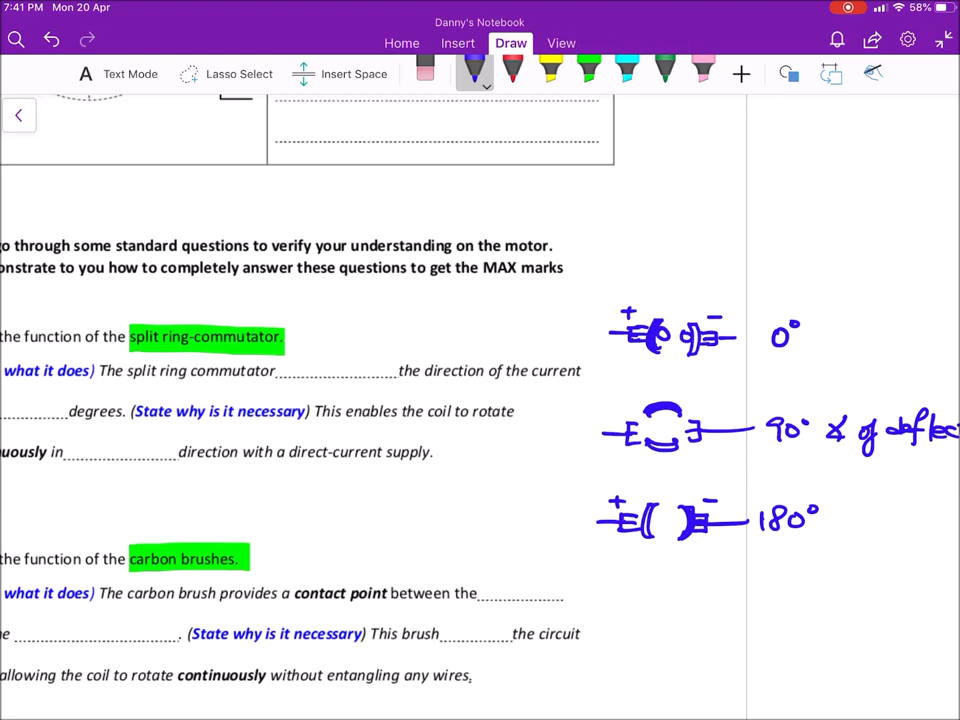 7:41 PM Mon 20 Apr
58%
Danny's Notebook
Home Insert Draw View
A Text Mode Lasso Select Insert Space
go through some standard questions to verify your understanding on the motor.
onstrate to you how to completely answer these questions to get the MAX marks
the function of the split ring-commutator.
what it does) The split ring commutator..............................the direction of the current
....................degrees. (State why is it necessary) This enables the coil to rotate
uously in............................direction with a direct-current supply.
the function of the carbon brushes.
what it does) The carbon brush provides a contact point between the.....................
he ........................................ . (State why is it necessary) This brush..................the circuit
allowing the coil to rotate continuously without entangling any wires.
+ − 0°
90° ∡ of deflec
+ − 180°